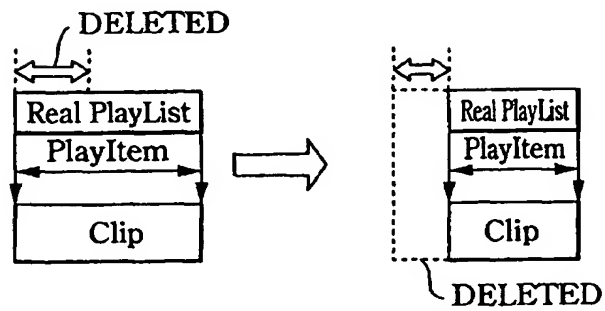 DELETED
Real PlayList
PlayItem
Clip
Real PlayList
PlayItem
Clip
DELETED